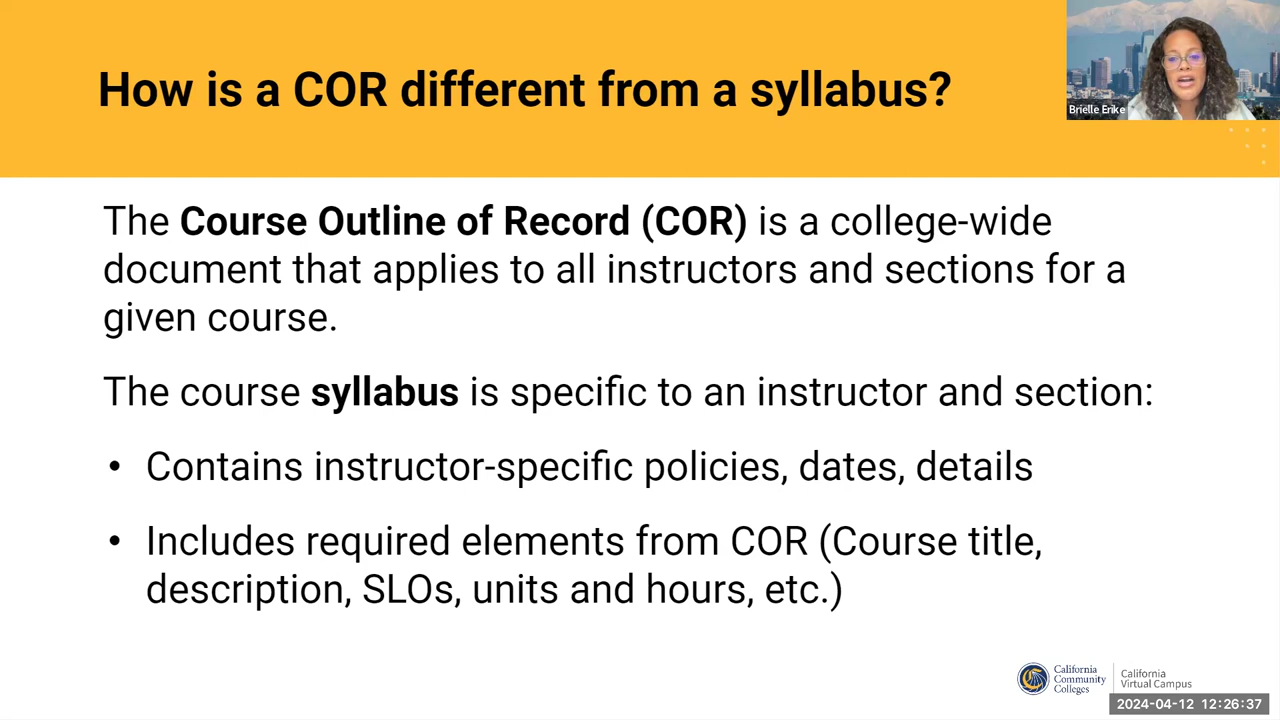 How is a COR different from a syllabus?
Brielle Erike
The Course Outline of Record (COR) is a college-wide
document that applies to all instructors and sections for a
given course.
The course syllabus is specific to an instructor and section:
• Contains instructor-specific policies, dates, details
• Includes required elements from COR (Course title,
description, SLOs, units and hours, etc.)
California
Community
Colleges
California
Virtual Campus
2024-04-12 12:26:37